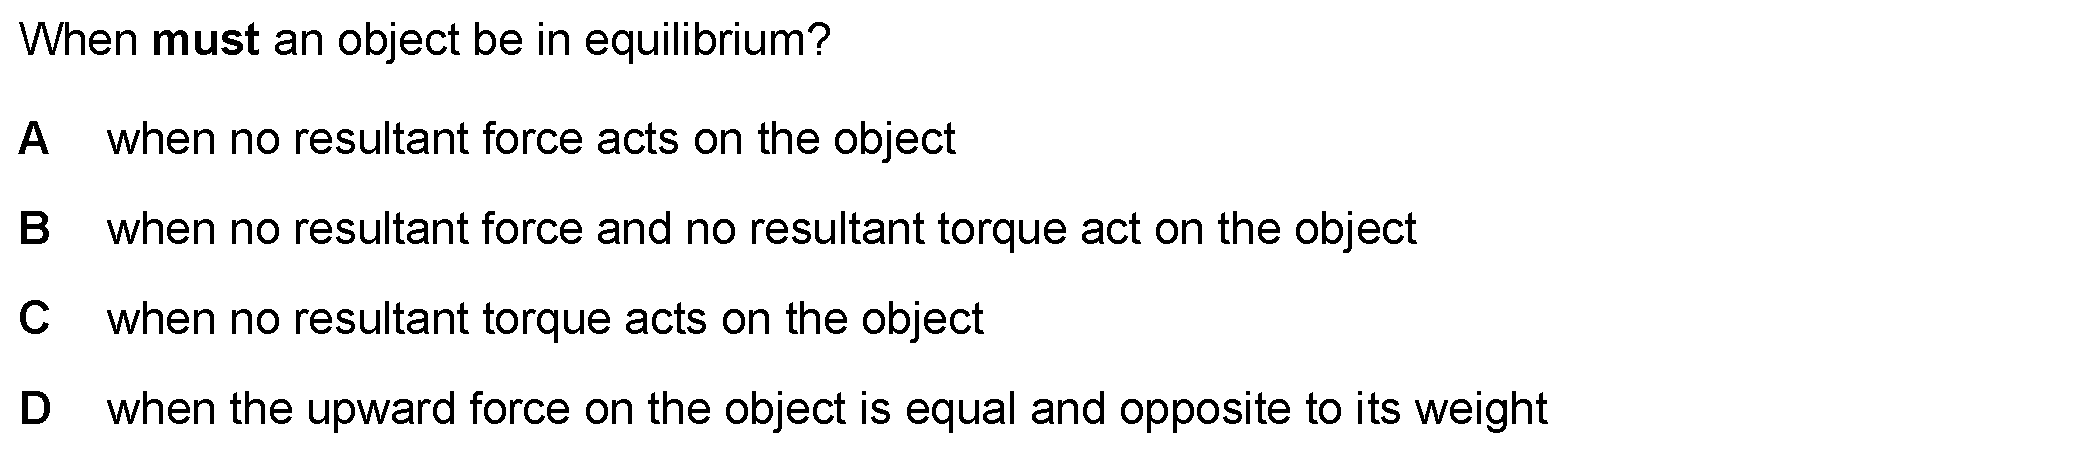 When must an object be in equilibrium?
A when no resultant force acts on the object
B when no resultant force and no resultant torque act on the object
C when no resultant torque acts on the object
D when the upward force on the object is equal and opposite to its weight